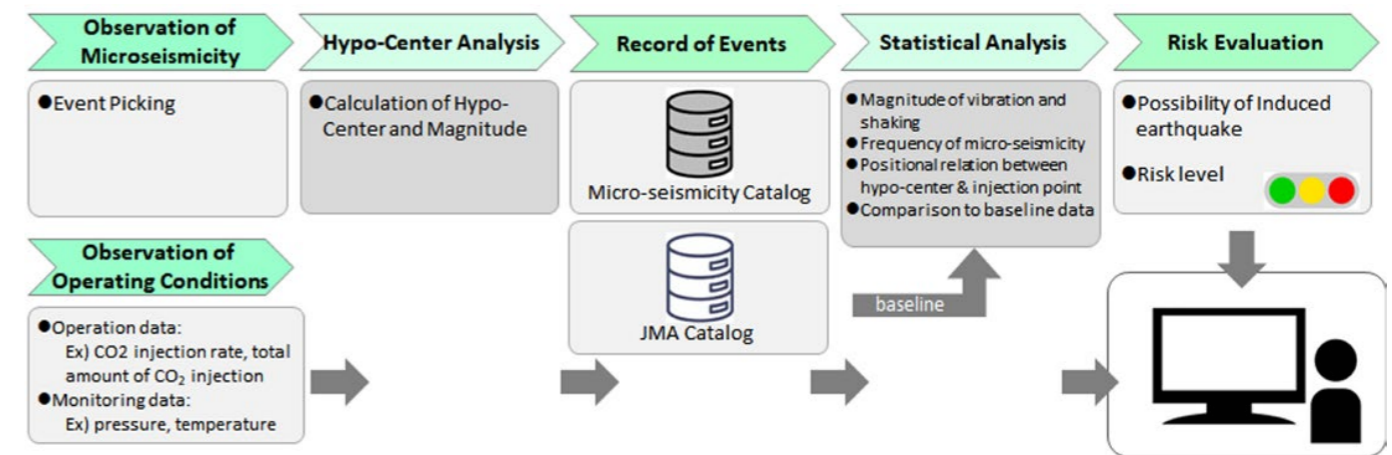 Observation of
Microseismicity
●Event Picking
Hypo-Center Analysis
●Calculation of Hypo-
Center and Magnitude
Record of Events
Micro-seismicity Catalog
JMA Catalog
Statistical Analysis
●Magnitude of vibration and
shaking
●Frequency of micro-seismicity
●Positional relation between
hypo-center & injection point
●Comparison to baseline data
baseline
Risk Evaluation
●Possibility of Induced
earthquake
●Risk level
Observation of
Operating Conditions
●Operation data:
Ex) CO2 injection rate, total
amount of CO₂ injection
●Monitoring data:
Ex) pressure, temperature